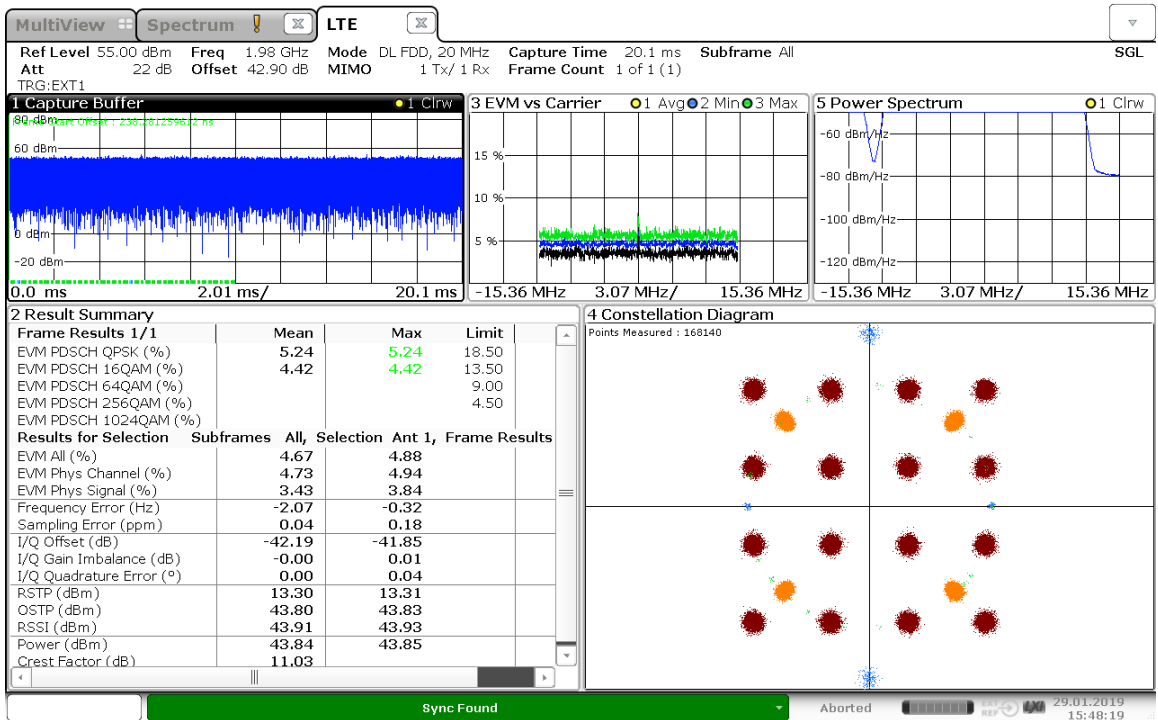 MultiView Spectrum LTE
Ref Level 55.00 dBm Freq 1.98 GHz Mode DL FDD, 20 MHz Capture Time 20.1 ms Subframe All SGL
Att 22 dB Offset 42.90 dB MIMO 1 Tx/ 1 Rx Frame Count 1 of 1 (1)
TRG:EXT1
1 Capture Buffer 1 Clrw
80 dBm
Frame Start Offset : 238.281259612 ns
60 dBm
0 dBm
-20 dBm
0.0 ms 2.01 ms/ 20.1 ms
3 EVM vs Carrier 1 Avg 2 Min 3 Max
15 %
10 %
5 %
-15.36 MHz 3.07 MHz/ 15.36 MHz
5 Power Spectrum 1 Clrw
-60 dBm/Hz
-80 dBm/Hz
-100 dBm/Hz
-120 dBm/Hz
-15.36 MHz 3.07 MHz/ 15.36 MHz
2 Result Summary
Frame Results 1/1 Mean Max Limit
EVM PDSCH QPSK (%) 5.24 5.24 18.50
EVM PDSCH 16QAM (%) 4.42 4.42 13.50
EVM PDSCH 64QAM (%) 9.00
EVM PDSCH 256QAM (%) 4.50
EVM PDSCH 1024QAM (%)
Results for Selection Subframes All, Selection Ant 1, Frame Results
EVM All (%) 4.67 4.88
EVM Phys Channel (%) 4.73 4.94
EVM Phys Signal (%) 3.43 3.84
Frequency Error (Hz) -2.07 -0.32
Sampling Error (ppm) 0.04 0.18
I/Q Offset (dB) -42.19 -41.85
I/Q Gain Imbalance (dB) -0.00 0.01
I/Q Quadrature Error (°) 0.00 0.04
RSTP (dBm) 13.30 13.31
OSTP (dBm) 43.80 43.83
RSSI (dBm) 43.91 43.93
Power (dBm) 43.84 43.85
Crest Factor (dB) 11.03
4 Constellation Diagram
Points Measured : 168140
Sync Found
Aborted
EXT
REF
LXI
29.01.2019
15:48:19